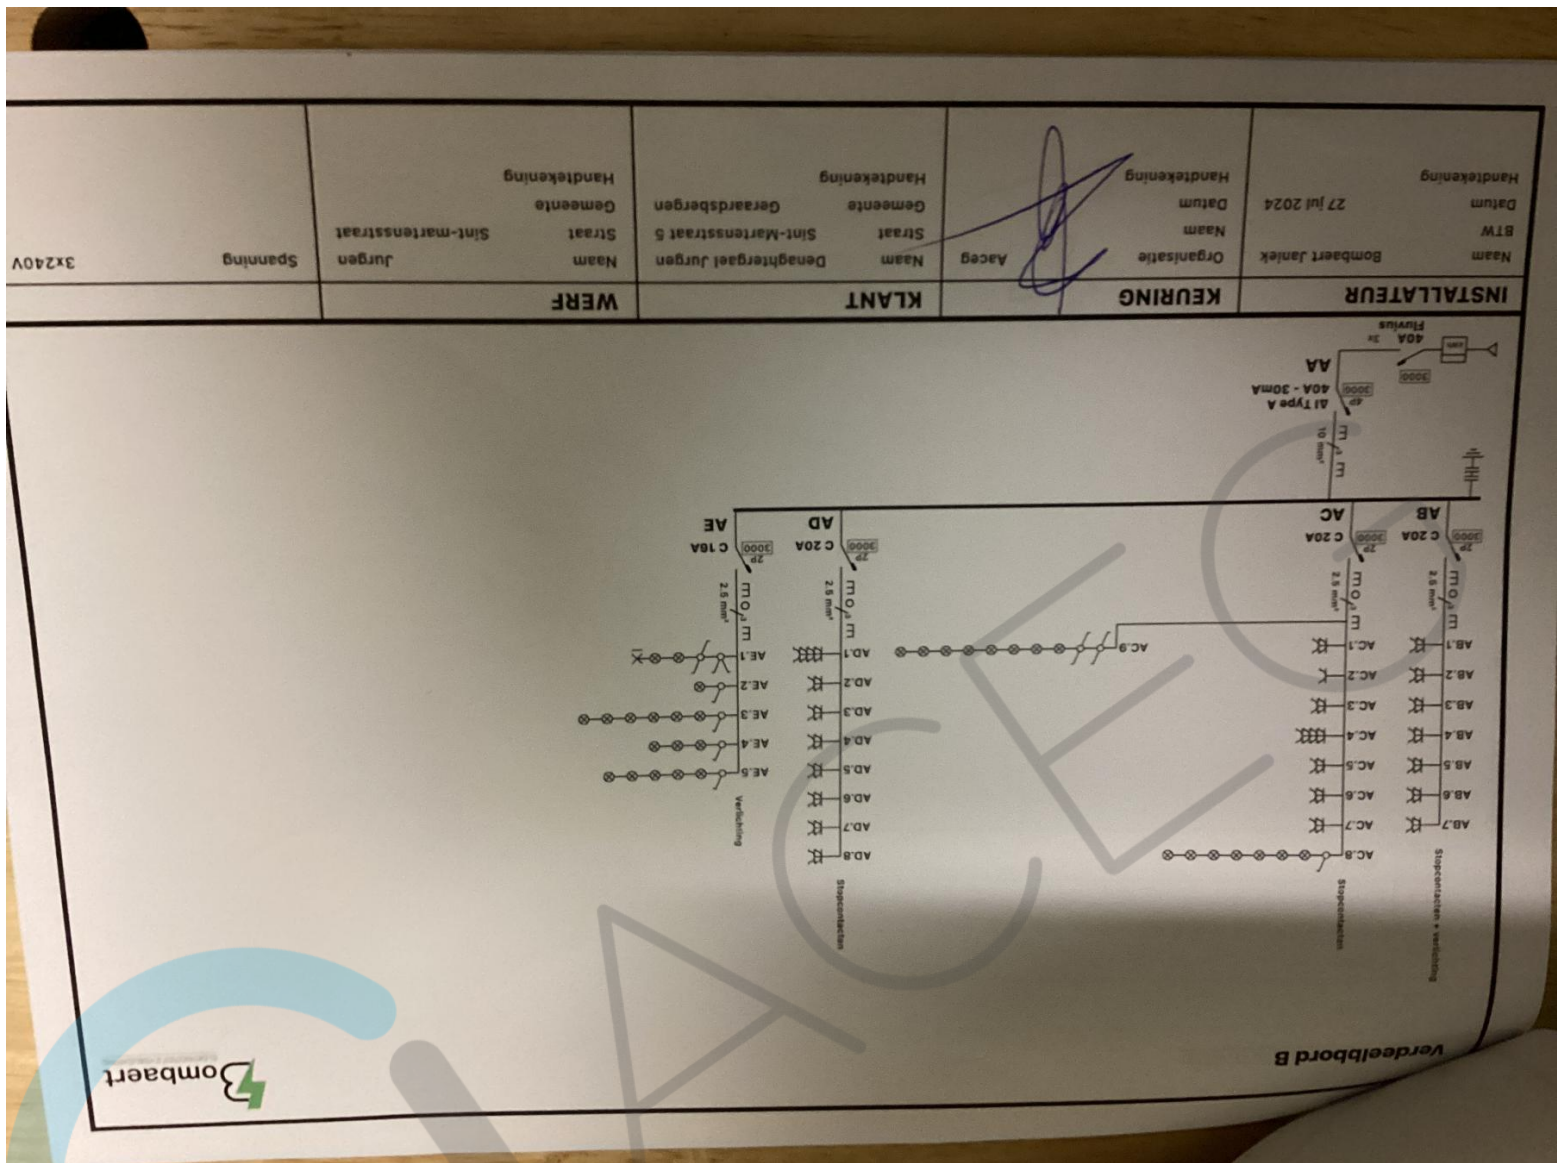 Verdeelbord B
Bombaert
Stopcontacten + verlichting
Stopcontacten
Stopcontacten
Verlichting
AC.8
AD.8
AB.7
AC.7
AD.7
AB.6
AC.6
AD.6
AB.5
AC.5
AD.5
AE.5
AB.4
AC.4
AD.4
AE.4
AB.3
AC.3
AD.3
AE.3
AB.2
AC.2
AD.2
AE.2
AB.1
AC.1
AC.9
AD.1
AE.1
2.5 mm²
2.5 mm²
2.5 mm²
2.5 mm²
2P
2P
2P
2P
3000 C 20A
3000 C 20A
3000 C 20A
3000 C 16A
AB
AC
AD
AE
10 mm²
4P
ΔI Type A
3000 40A - 30mA
AA
3000
kWh
40A 3x
Fluvius
INSTALLATEUR
Naam Bombaert Janiek
BTW
Datum 27 jul 2024
Handtekening
KEURING
Organisatie Aaceg
Naam
Datum
Handtekening
KLANT
Naam Denaghtergael Jurgen
Straat Sint-Martensstraat 5
Gemeente Geraardsbergen
Handtekening
WERF
Naam Jurgen
Straat Sint-martensstraat
Gemeente
Handtekening
Spanning 3x240V
ACEG